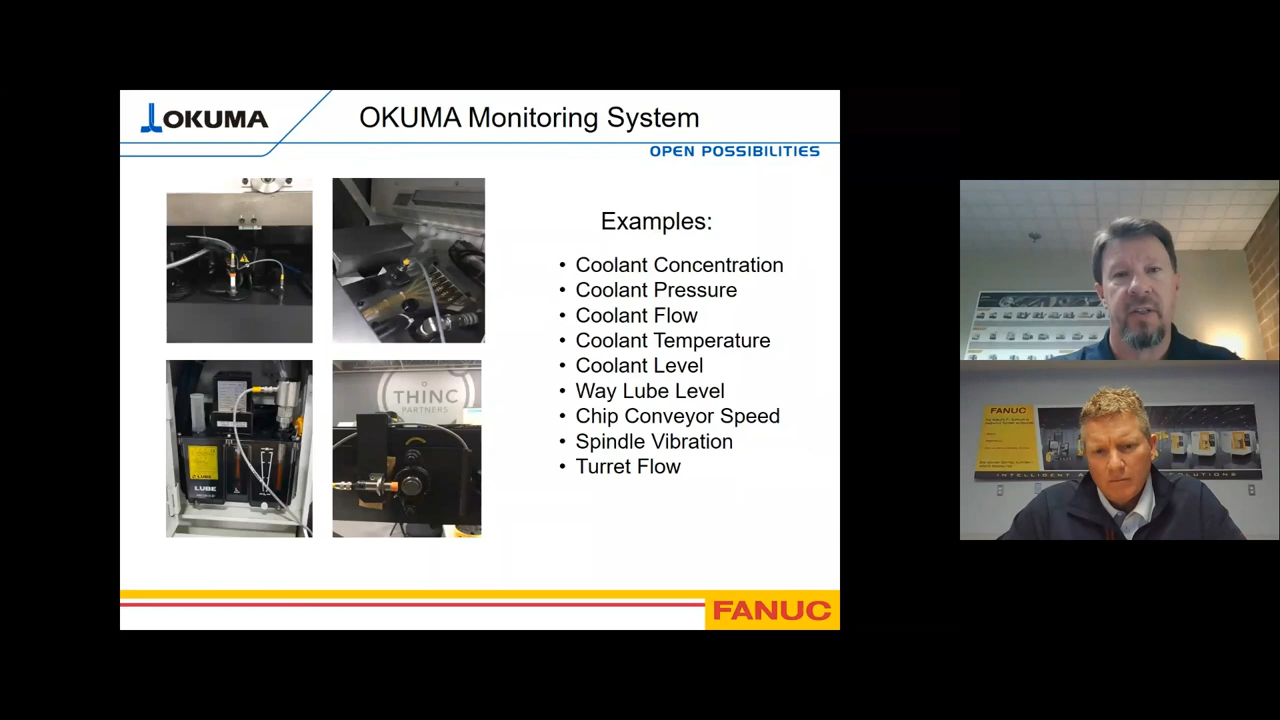 OKUMA
OKUMA Monitoring System
OPEN POSSIBILITIES
Examples:
• Coolant Concentration
• Coolant Pressure
• Coolant Flow
• Coolant Temperature
• Coolant Level
• Way Lube Level
• Chip Conveyor Speed
• Spindle Vibration
• Turret Flow
THINC
PARTNERS
LUBE
LUBE
FANUC
FANUC